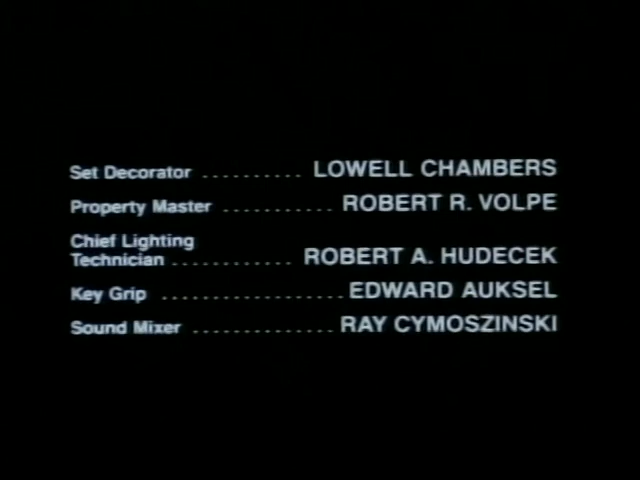 Set Decorator .......... LOWELL CHAMBERS
Property Master ........... ROBERT R. VOLPE
Chief Lighting
Technician ............ ROBERT A. HUDECEK
Key Grip .................. EDWARD AUKSEL
Sound Mixer .............. RAY CYMOSZINSKI